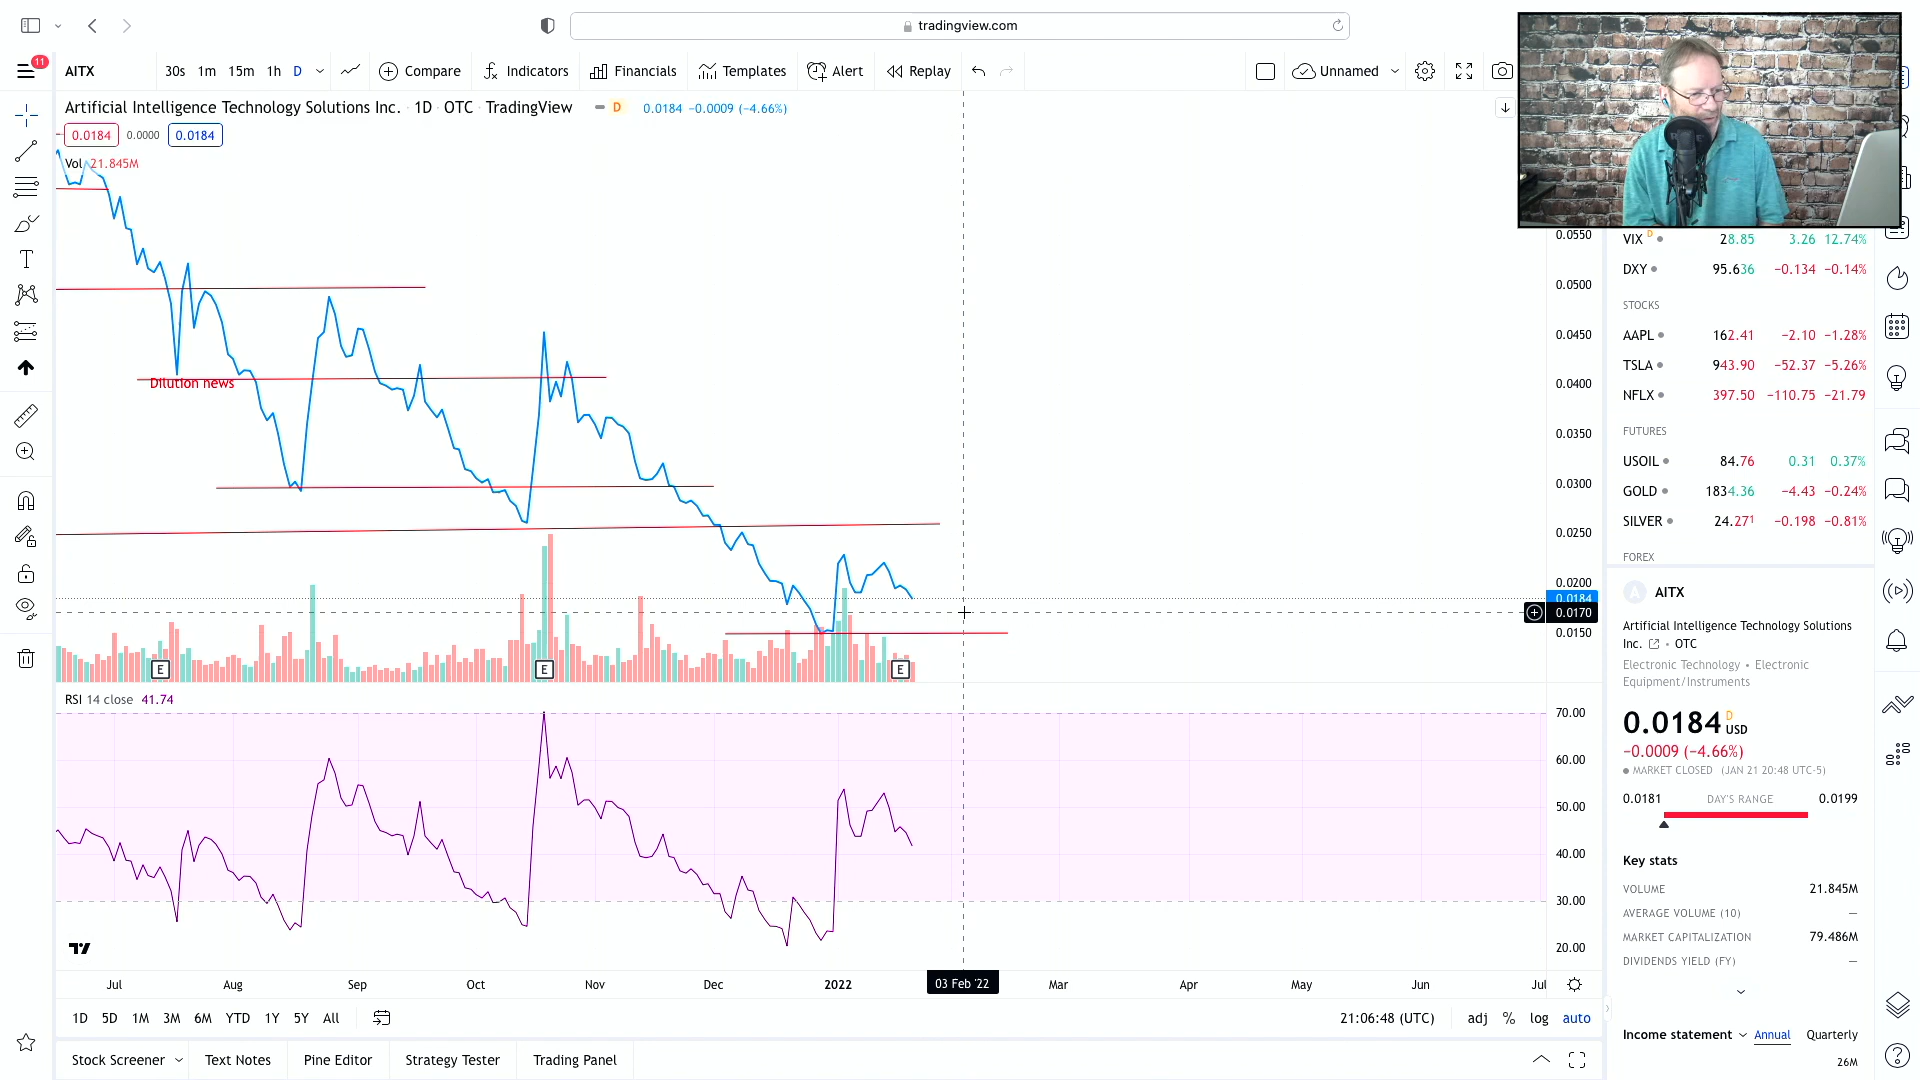 tradingview.com
11
AITX
30s 1m 15m 1h D
Compare
Indicators
Financials
Templates
Alert
Replay
Unnamed
Artificial Intelligence Technology Solutions Inc. · 1D · OTC · TradingView
D
0.0184 −0.0009 (−4.66%)
0.0184 0.0000 0.0184
Vol 21.845M
Dilution news
0.0550
0.0500
0.0450
0.0400
0.0350
0.0300
0.0250
0.0200
0.0184
0.0170
0.0150
E E E
RSI 14 close 41.74
70.00
60.00
50.00
40.00
30.00
20.00
Jul Aug Sep Oct Nov Dec 2022 03 Feb '22 Mar Apr May Jun Jul
1D 5D 1M 3M 6M YTD 1Y 5Y All
21:06:48 (UTC) adj % log auto
Stock Screener
Text Notes
Pine Editor
Strategy Tester
Trading Panel
VIX D 28.85 3.26 12.74%
DXY 95.636 −0.134 −0.14%
STOCKS
AAPL 162.41 −2.10 −1.28%
TSLA 943.90 −52.37 −5.26%
NFLX 397.50 −110.75 −21.79
FUTURES
USOIL 84.76 0.31 0.37%
GOLD 1834.36 −4.43 −0.24%
SILVER 24.271 −0.198 −0.81%
FOREX
A AITX
Artificial Intelligence Technology Solutions
Inc. · OTC
Electronic Technology • Electronic
Equipment/Instruments
0.0184 D USD
−0.0009 (−4.66%)
MARKET CLOSED (JAN 21 20:48 UTC-5)
0.0181 DAY'S RANGE 0.0199
Key stats
VOLUME 21.845M
AVERAGE VOLUME (10) —
MARKET CAPITALIZATION 79.486M
DIVIDENDS YIELD (FY) —
Income statement Annual Quarterly
26M